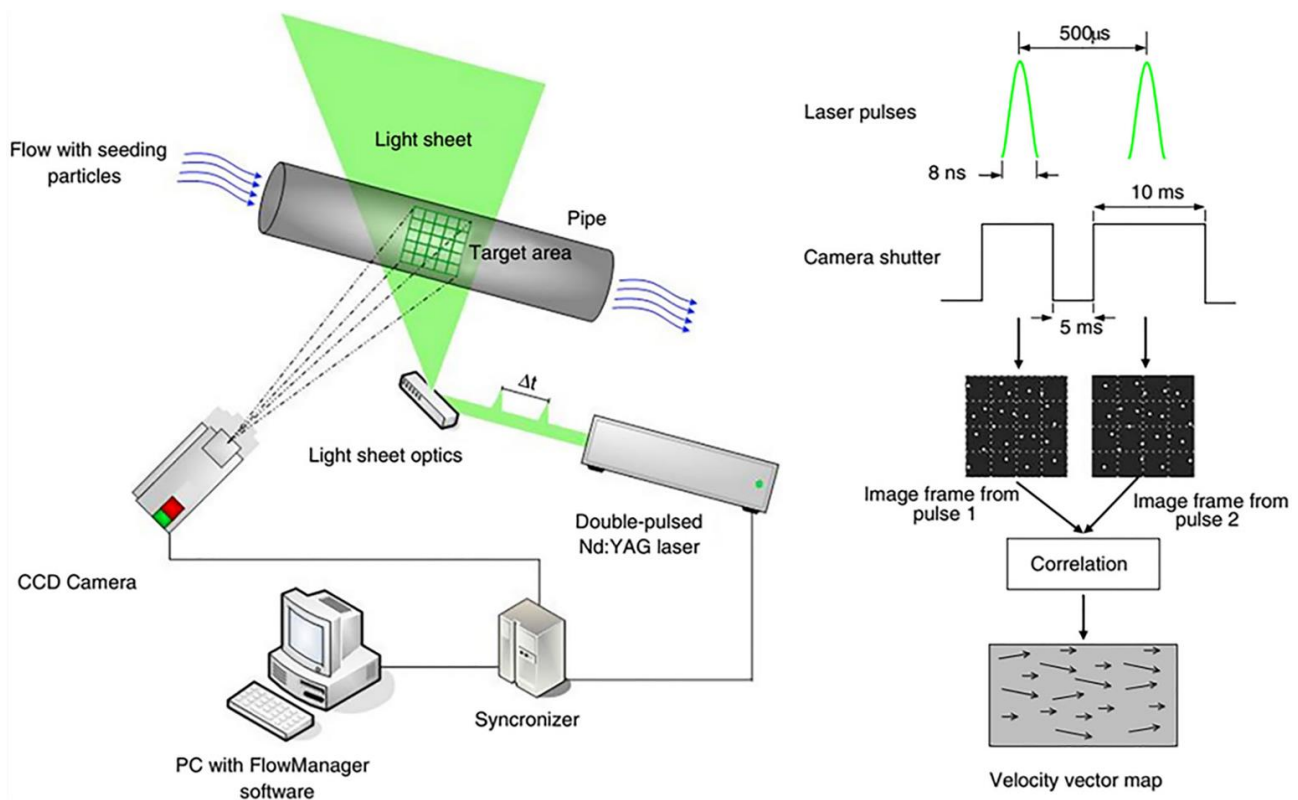 Flow with seeding
particles
Light sheet
Pipe
Target area
Δt
Light sheet optics
Double-pulsed
Nd:YAG laser
CCD Camera
Syncronizer
PC with FlowManager
software
500μs
Laser pulses
8 ns
10 ms
Camera shutter
5 ms
Image frame from
pulse 1
Image frame from
pulse 2
Correlation
Velocity vector map